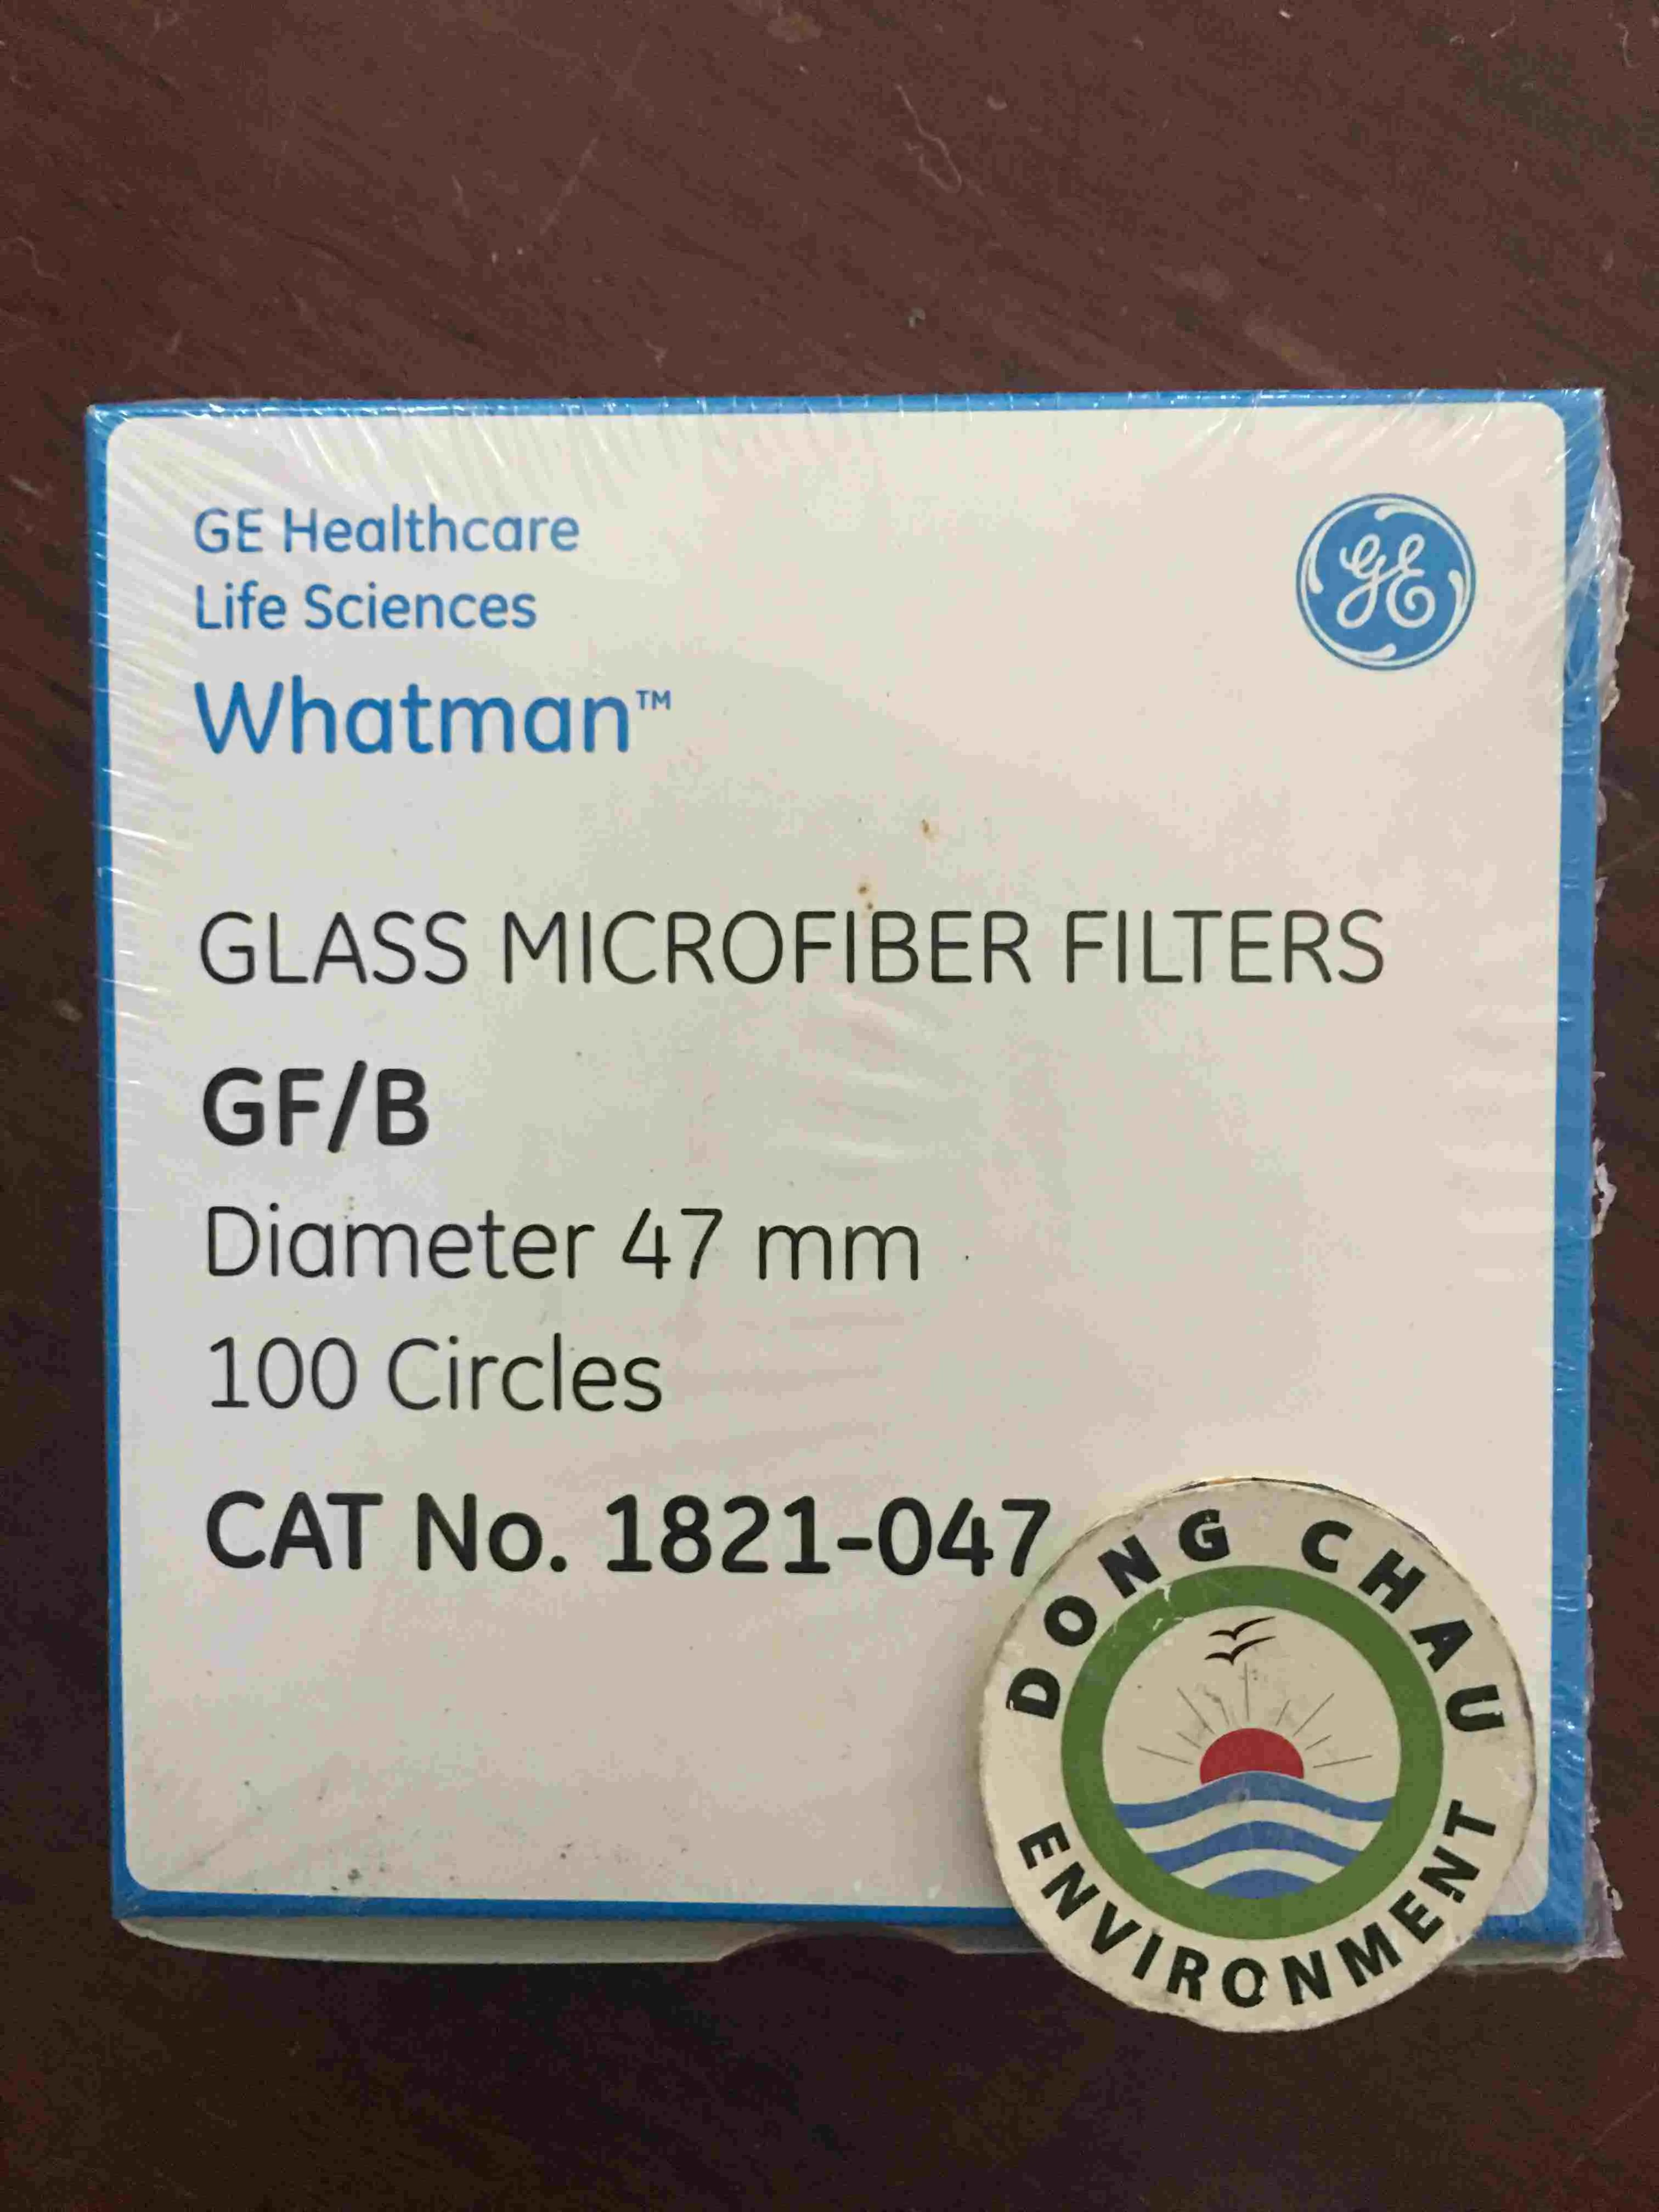 GE Healthcare
Life Sciences
Whatman™
GE
GLASS MICROFIBER FILTERS
GF/B
Diameter 47 mm
100 Circles
CAT No. 1821-047
DONG CHAU
ENVIRONMENT